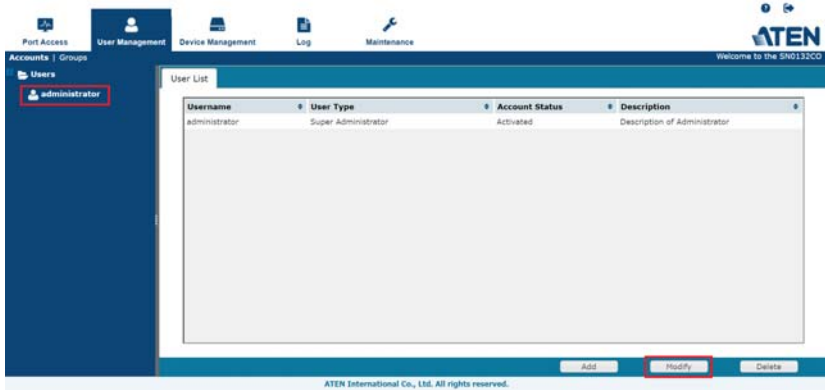 Port Access User Management Device Management Log Maintenance
ATEN
Accounts | Groups
Welcome to the SN0132CO
Users
administrator
User List
Username User Type Account Status Description
administrator Super Administrator Activated Description of Administrator
Add Modify Delete
ATEN International Co., Ltd. All rights reserved.